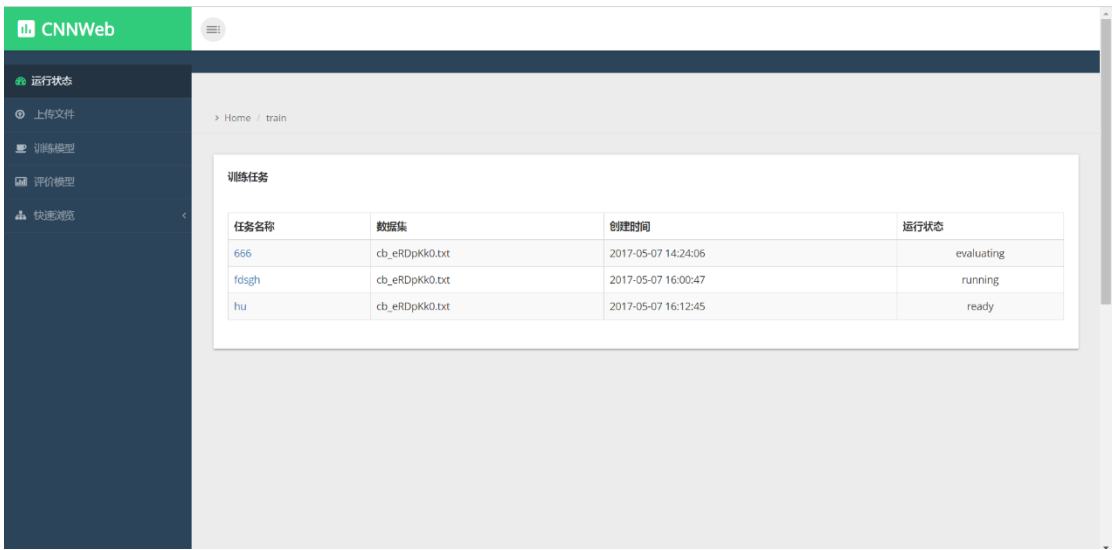 CNNWeb
运行状态
上传文件
训练模型
评价模型
快速浏览
> Home / train
训练任务
任务名称 数据集 创建时间 运行状态
666 cb_eRDpKk0.txt 2017-05-07 14:24:06 evaluating
fdsgh cb_eRDpKk0.txt 2017-05-07 16:00:47 running
hu cb_eRDpKk0.txt 2017-05-07 16:12:45 ready